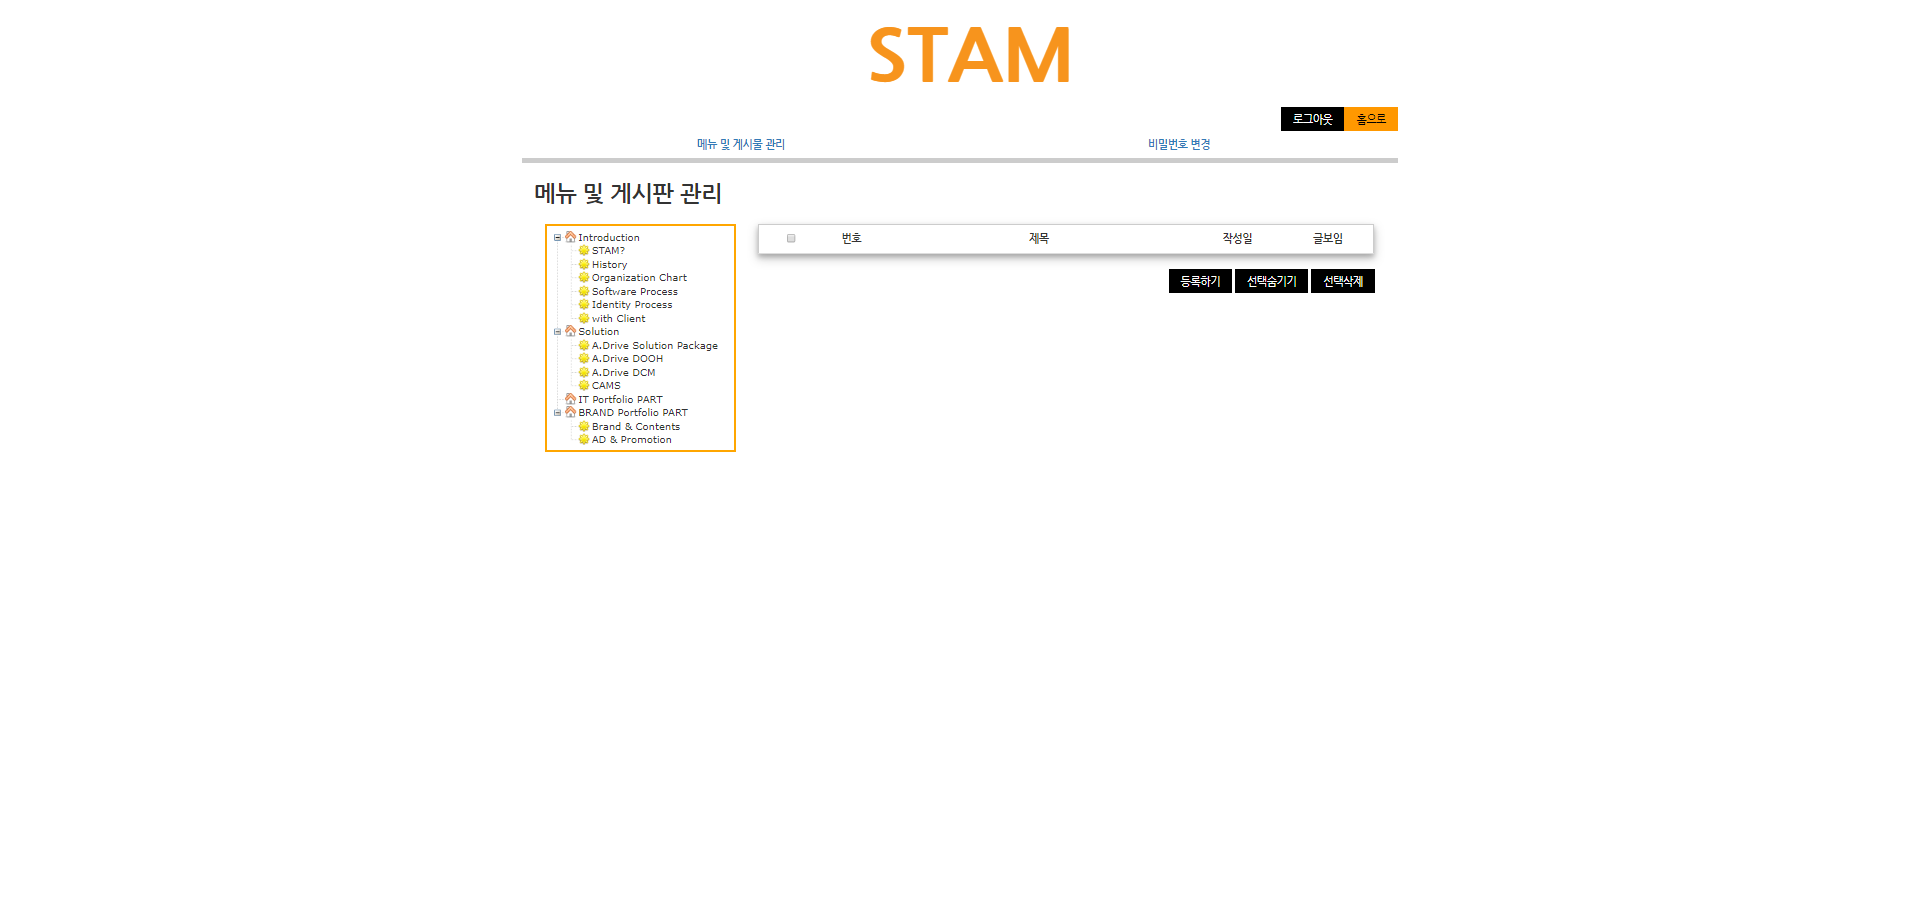 STAM
로그아웃 홈으로
메뉴 및 게시물 관리 비밀번호 변경
메뉴 및 게시판 관리
Introduction
STAM?
History
Organization Chart
Software Process
Identity Process
with Client
Solution
A.Drive Solution Package
A.Drive DOOH
A.Drive DCM
CAMS
IT Portfolio PART
BRAND Portfolio PART
Brand & Contents
AD & Promotion
번호 제목 작성일 글보임
등록하기 선택숨기기 선택삭제